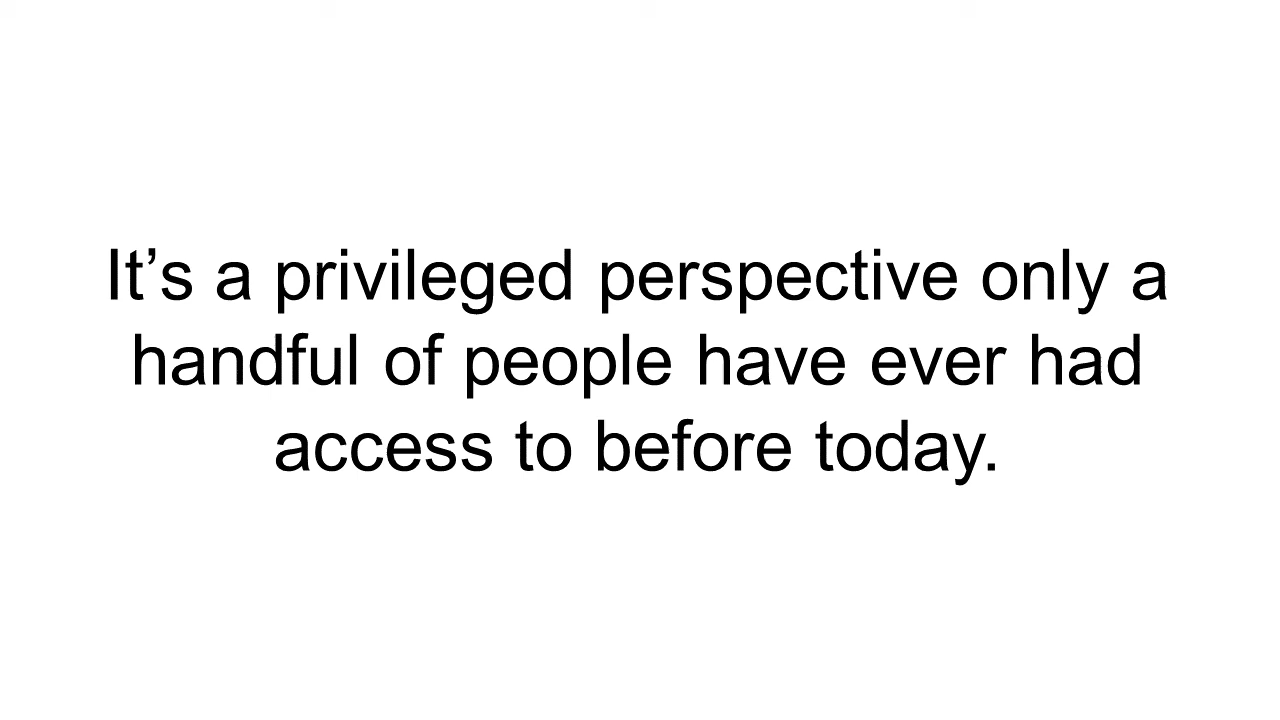 It’s a privileged perspective only a
handful of people have ever had
access to before today.